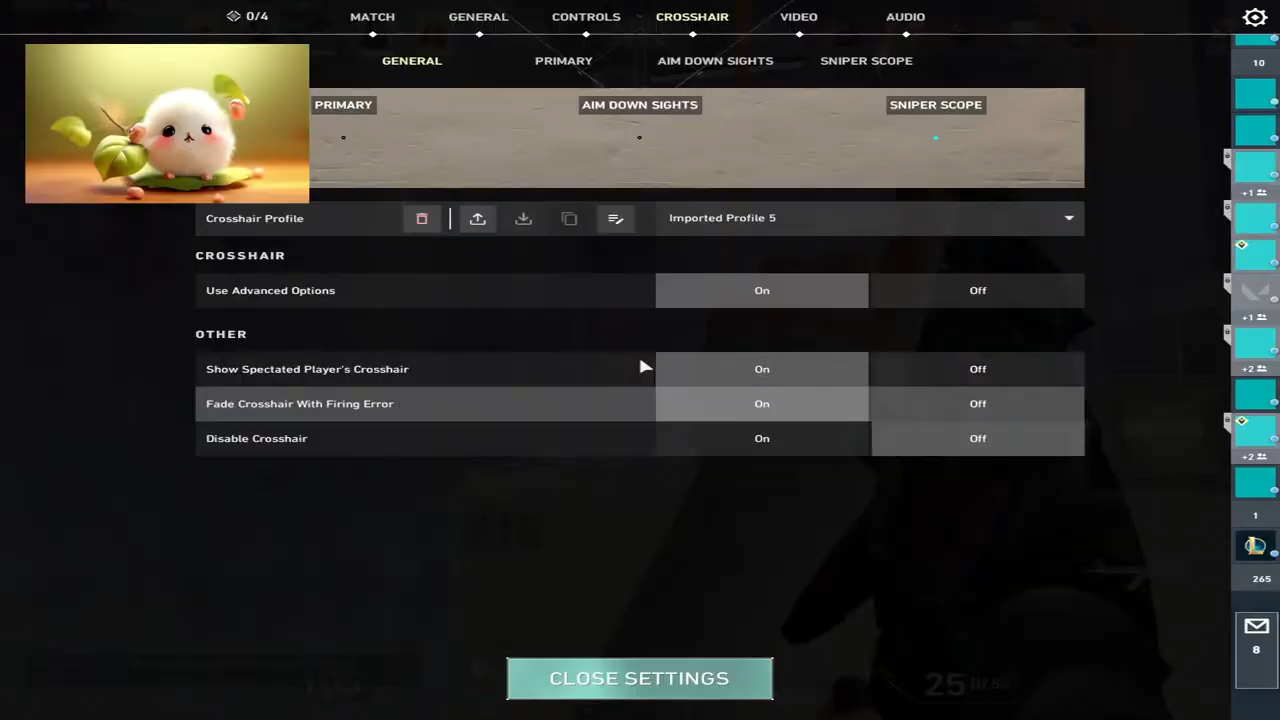 0/4
MATCH
GENERAL
CONTROLS
CROSSHAIR
VIDEO
AUDIO
GENERAL
PRIMARY
AIM DOWN SIGHTS
SNIPER SCOPE
PRIMARY
AIM DOWN SIGHTS
SNIPER SCOPE
Crosshair Profile
Imported Profile 5
CROSSHAIR
Use Advanced Options
On
Off
OTHER
Show Spectated Player's Crosshair
On
Off
Fade Crosshair With Firing Error
On
Off
Disable Crosshair
On
Off
CLOSE SETTINGS
25
10
+1
+1
+2
+2
1
265
8